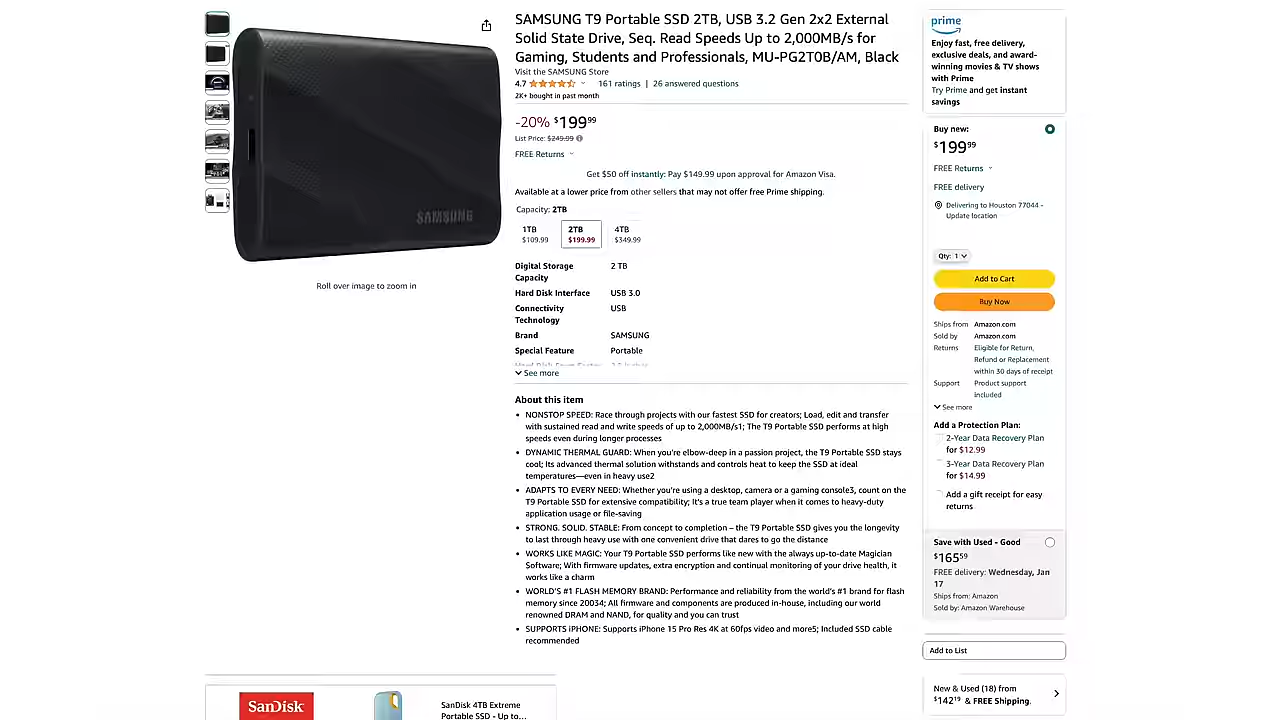 SAMSUNG
Roll over image to zoom in
SAMSUNG T9 Portable SSD 2TB, USB 3.2 Gen 2x2 External
Solid State Drive, Seq. Read Speeds Up to 2,000MB/s for
Gaming, Students and Professionals, MU-PG2T0B/AM, Black
Visit the SAMSUNG Store
4.7 161 ratings | 26 answered questions
2K+ bought in past month
-20% $199 99
List Price: $249.99
FREE Returns
Get $50 off instantly: Pay $149.99 upon approval for Amazon Visa.
Available at a lower price from other sellers that may not offer free Prime shipping.
Capacity: 2TB
1TB 2TB 4TB
$109.99 $199.99 $349.99
Digital Storage 2 TB
Capacity
Hard Disk Interface USB 3.0
Connectivity USB
Technology
Brand SAMSUNG
Special Feature Portable
See more
About this item
• NONSTOP SPEED: Race through projects with our fastest SSD for creators; Load, edit and transfer
with sustained read and write speeds of up to 2,000MB/s1; The T9 Portable SSD performs at high
speeds even during longer processes
• DYNAMIC THERMAL GUARD: When you're elbow-deep in a passion project, the T9 Portable SSD stays
cool; Its advanced thermal solution withstands and controls heat to keep the SSD at ideal
temperatures—even in heavy use2
• ADAPTS TO EVERY NEED: Whether you're using a desktop, camera or a gaming console3, count on the
T9 Portable SSD for extensive compatibility; It's a true team player when it comes to heavy-duty
application usage or file-saving
• STRONG. SOLID. STABLE: From concept to completion – the T9 Portable SSD gives you the longevity
to last through heavy use with one convenient drive that dares to go the distance
• WORKS LIKE MAGIC: Your T9 Portable SSD performs like new with the always up-to-date Magician
Software; With firmware updates, extra encryption and continual monitoring of your drive health, it
works like a charm
• WORLD'S #1 FLASH MEMORY BRAND: Performance and reliability from the world's #1 brand for flash
memory since 20034; All firmware and components are produced in-house, including our world
renowned DRAM and NAND, for quality and you can trust
• SUPPORTS iPHONE: Supports iPhone 15 Pro Res 4K at 60fps video and more5; Included SSD cable
recommended
SanDisk
SanDisk 4TB Extreme
Portable SSD - Up to...
prime
Enjoy fast, free delivery,
exclusive deals, and award-
winning movies & TV shows
with Prime
Try Prime and get instant
savings
Buy new:
$199 99
FREE Returns
FREE delivery
Delivering to Houston 77044 -
Update location
Qty: 1
Add to Cart
Buy Now
Ships from Amazon.com
Sold by Amazon.com
Returns Eligible for Return,
Refund or Replacement
within 30 days of receipt
Support Product support
included
See more
Add a Protection Plan:
2-Year Data Recovery Plan
for $12.99
3-Year Data Recovery Plan
for $14.99
Add a gift receipt for easy
returns
Save with Used - Good
$165 59
FREE delivery: Wednesday, Jan
17
Ships from: Amazon
Sold by: Amazon Warehouse
Add to List
New & Used (18) from
$142 19 & FREE Shipping.